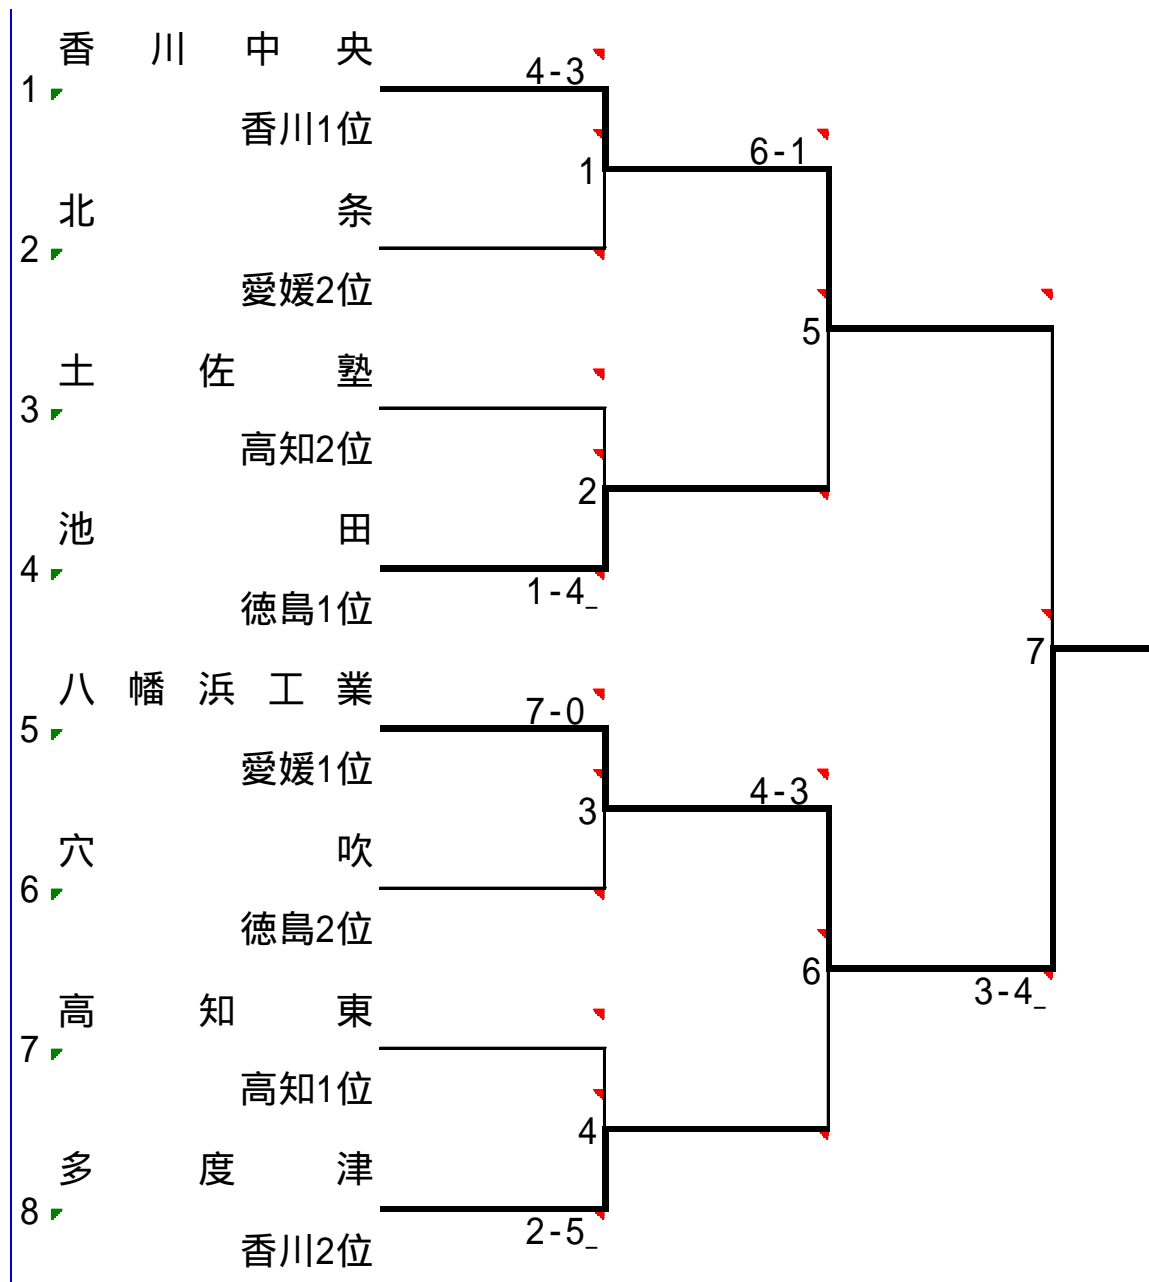 香川中央
4-3
1
香川1位
6-1
1
北条
2
愛媛2位
5
土佐塾
3
高知2位
2
池田
4
1-4_
徳島1位
7
八幡浜工業
7-0
5
愛媛1位
4-3
3
穴吹
6
徳島2位
6
3-4_
高知東
7
高知1位
4
多度津
8
2-5_
香川2位